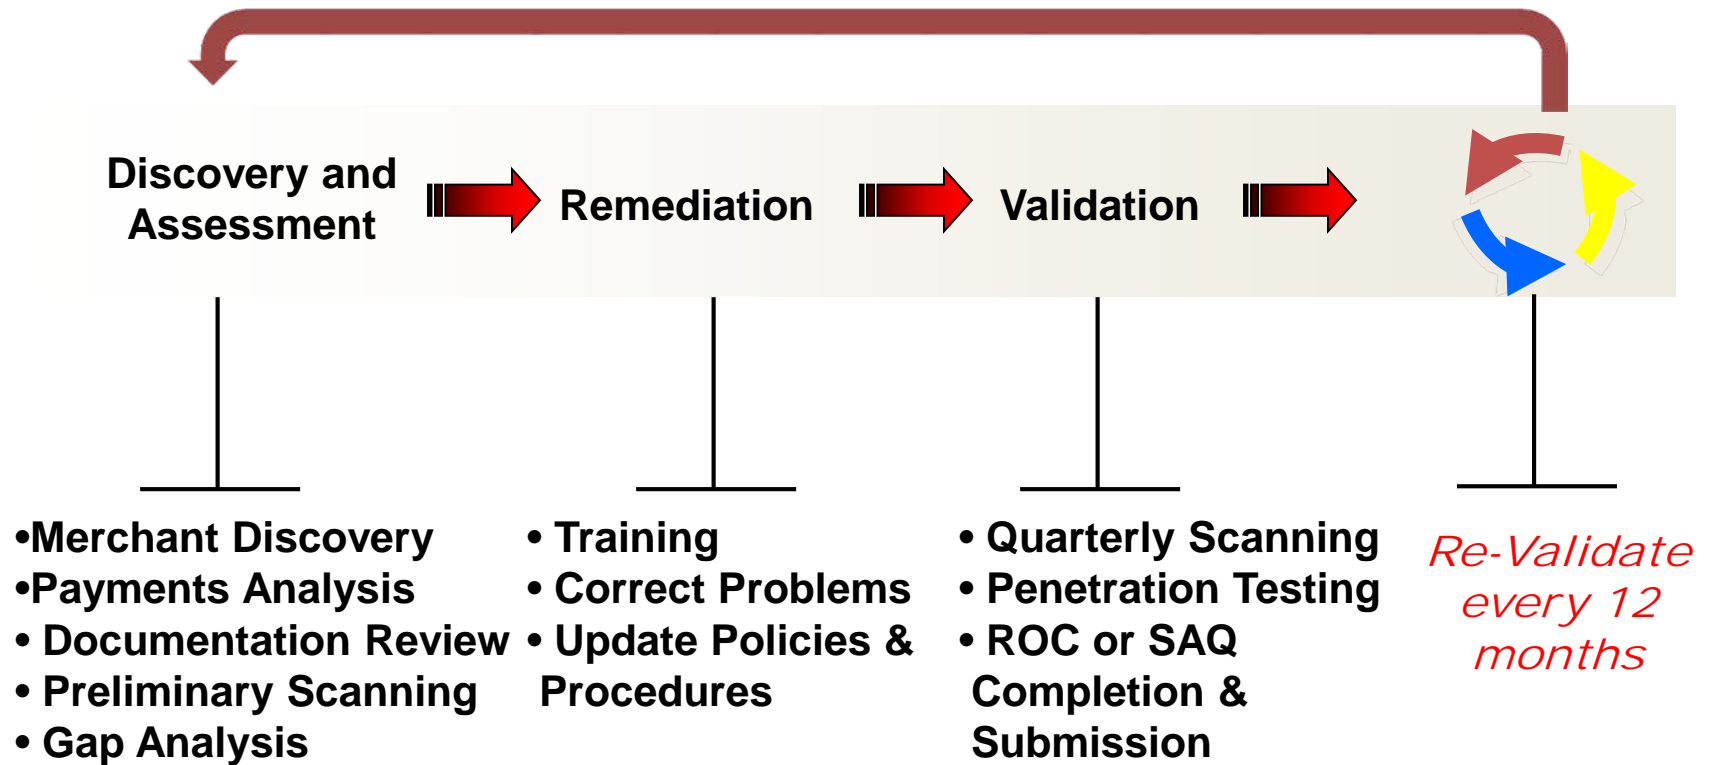 Discovery and
Assessment
Remediation
Validation
•Merchant Discovery
•Payments Analysis
• Documentation Review
• Preliminary Scanning
• Gap Analysis
• Training
• Correct Problems
• Update Policies &
Procedures
• Quarterly Scanning
• Penetration Testing
• ROC or SAQ
Completion &
Submission
Re-Validate
every 12
months